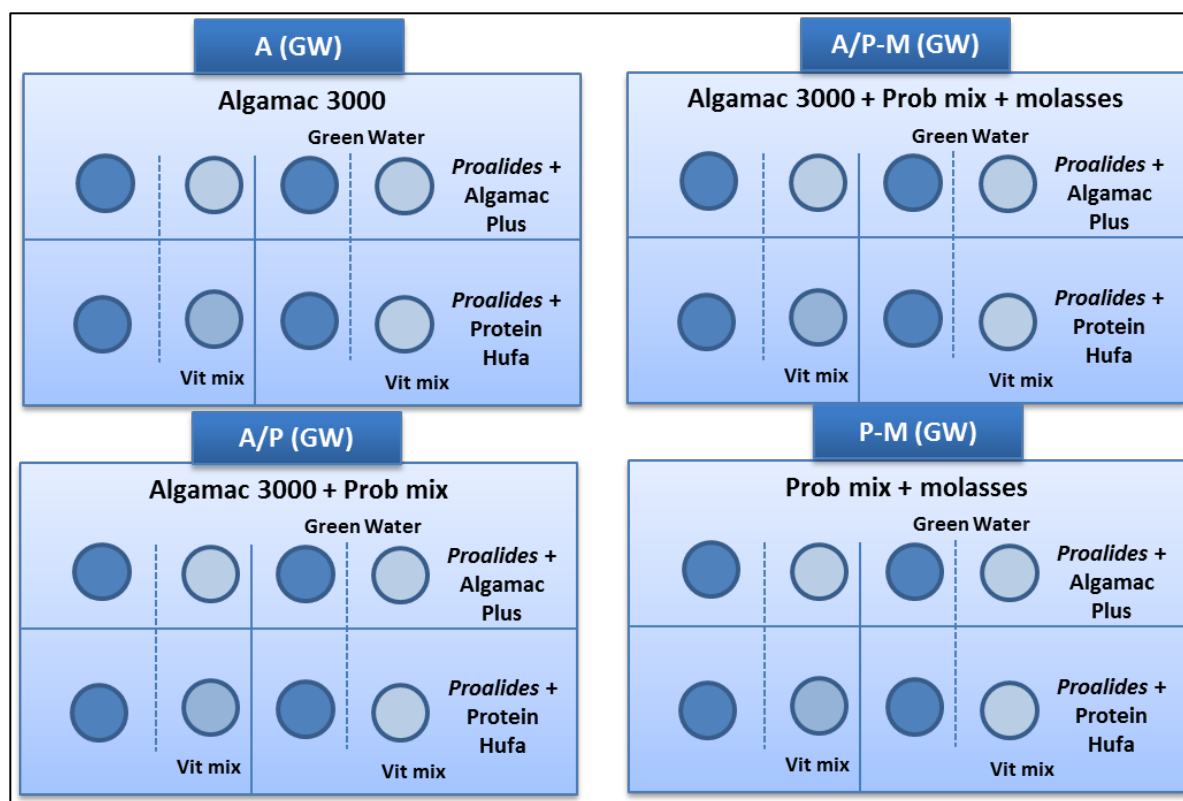 A (GW)
Algamac 3000
Green Water
Proalides +
Algamac
Plus
Proalides +
Protein
Hufa
Vit mix
Vit mix
A/P-M (GW)
Algamac 3000 + Prob mix + molasses
Green Water
Proalides +
Algamac
Plus
Proalides +
Protein
Hufa
Vit mix
Vit mix
A/P (GW)
Algamac 3000 + Prob mix
Green Water
Proalides +
Algamac
Plus
Proalides +
Protein
Hufa
Vit mix
Vit mix
P-M (GW)
Prob mix + molasses
Green Water
Proalides +
Algamac
Plus
Proalides +
Protein
Hufa
Vit mix
Vit mix